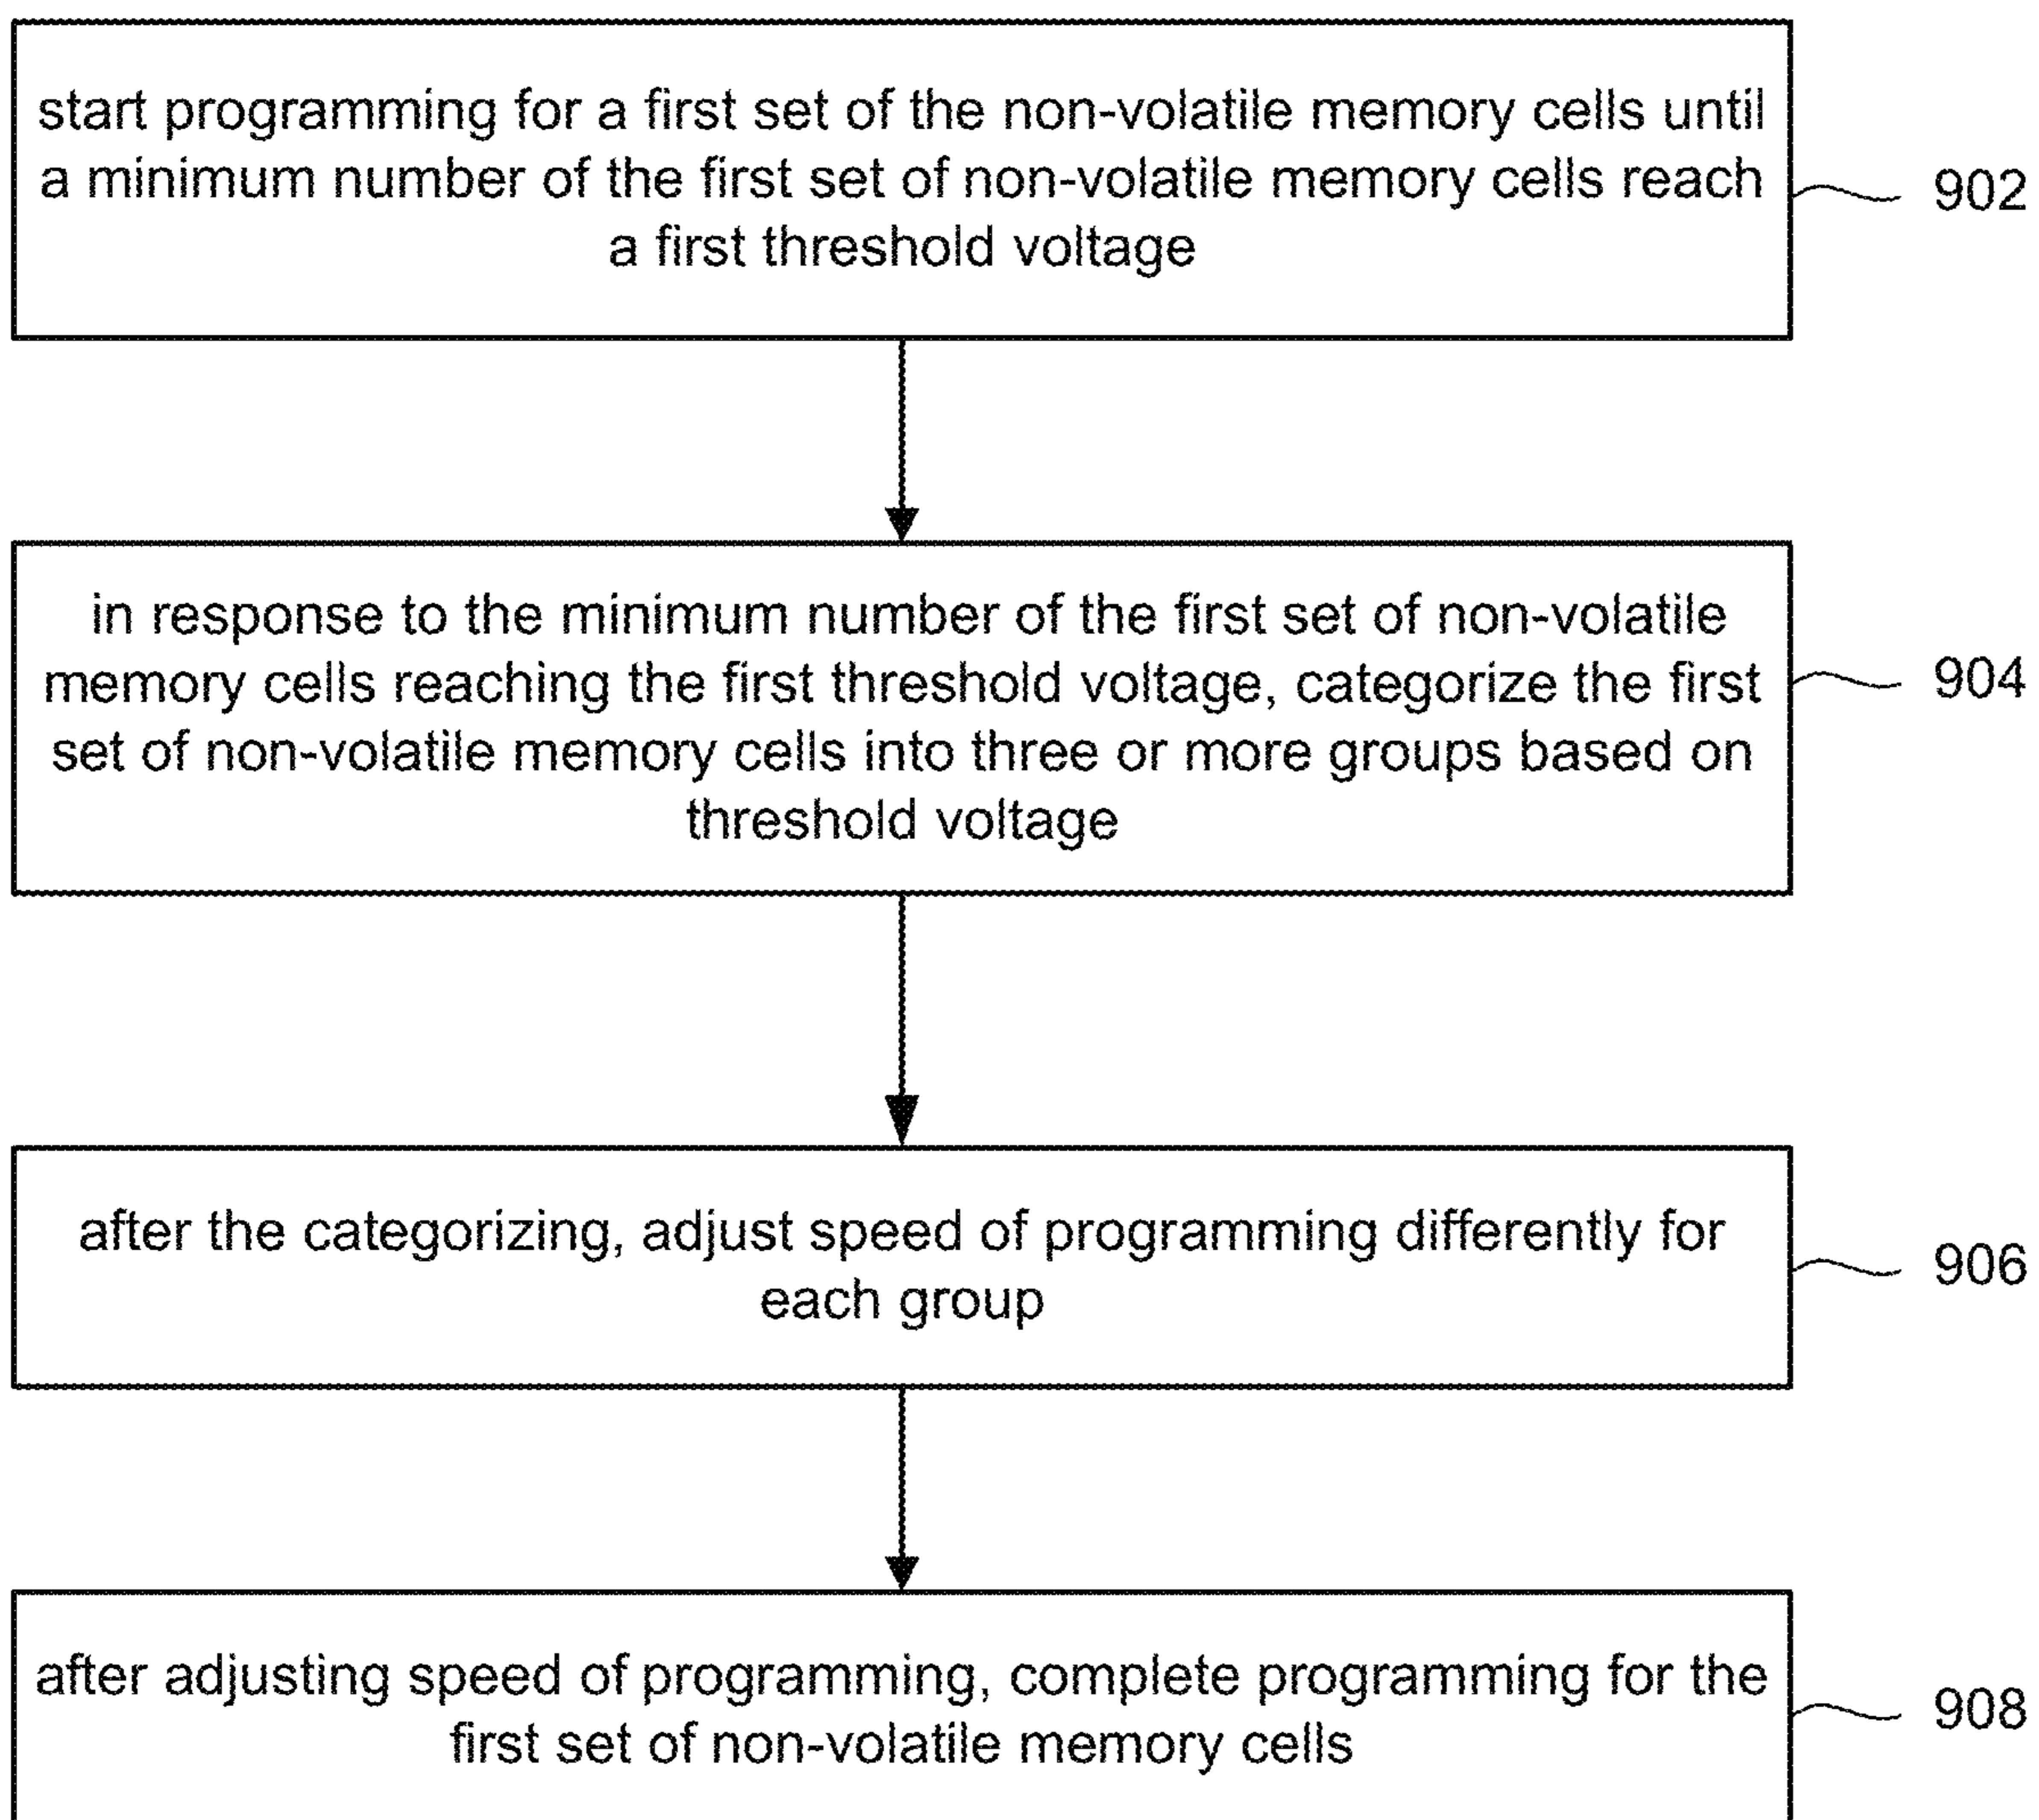 start programming for a first set of the non-volatile memory cells until
a minimum number of the first set of non-volatile memory cells reach
a first threshold voltage
902
in response to the minimum number of the first set of non-volatile
memory cells reaching the first threshold voltage, categorize the first
set of non-volatile memory cells into three or more groups based on
threshold voltage
904
after the categorizing, adjust speed of programming differently for
each group
906
after adjusting speed of programming, complete programming for the
first set of non-volatile memory cells
908